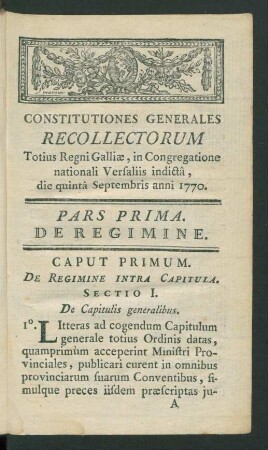 CONSTITUTIONES GENERALES
RECOLLECTORUM
Totius Regni Galliæ, in Congregatione
nationali Versaliis indictâ,
die quintâ Septembris anni 1770.
PARS PRIMA.
DE REGIMINE.
CAPUT PRIMUM.
DE REGIMINE INTRA CAPITULA.
SECTIO I.
De Capitulis generalibus.
1°. Litteras ad cogendum Capitulum
generale totius Ordinis datas,
quamprimùm acceperint Ministri Pro-
vinciales, publicari curent in omnibus
provinciarum suarum Conventibus, si-
mulque preces iisdem præscriptas ju-
A